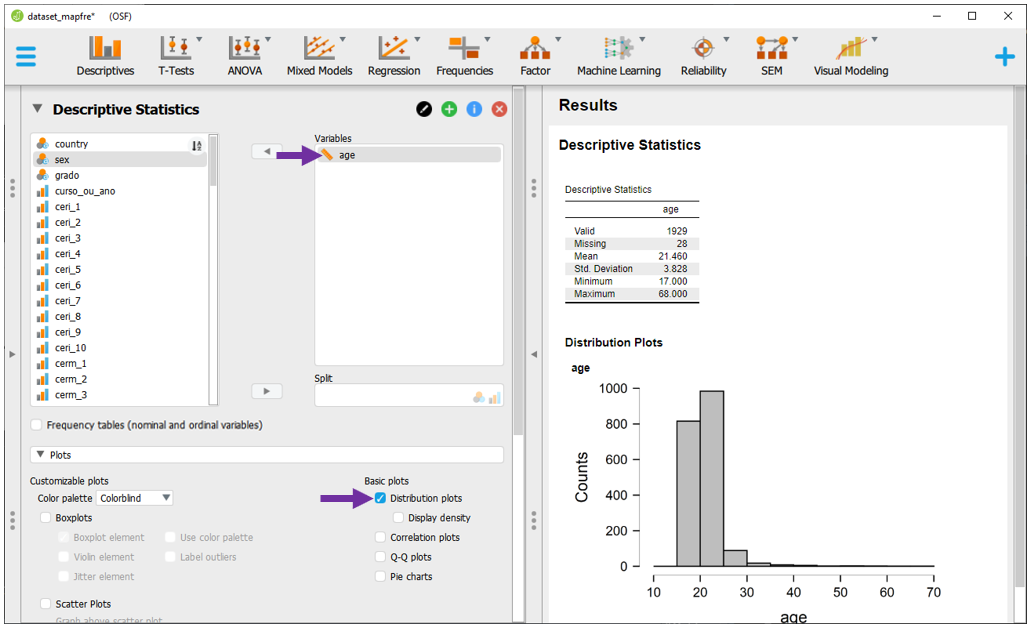 dataset_mapfre* (OSF)
Descriptives T-Tests ANOVA Mixed Models Regression Frequencies Factor Machine Learning Reliability SEM Visual Modeling
Descriptive Statistics
country
sex
grado
curso_ou_ano
ceri_1
ceri_2
ceri_3
ceri_4
ceri_5
ceri_6
ceri_7
ceri_8
ceri_9
ceri_10
cerm_1
cerm_2
cerm_3
Variables
age
Split
Frequency tables (nominal and ordinal variables)
Plots
Customizable plots
Color palette Colorblind
Boxplots
Boxplot element Use color palette
Violin element Label outliers
Jitter element
Scatter Plots
Graph above scatter plot
Basic plots
Distribution plots
Display density
Correlation plots
Q-Q plots
Pie charts
Results
Descriptive Statistics
Descriptive Statistics
age
Valid 1929
Missing 28
Mean 21.460
Std. Deviation 3.828
Minimum 17.000
Maximum 68.000
Distribution Plots
age
1000
800
600
400
200
0
Counts
10 20 30 40 50 60 70
age